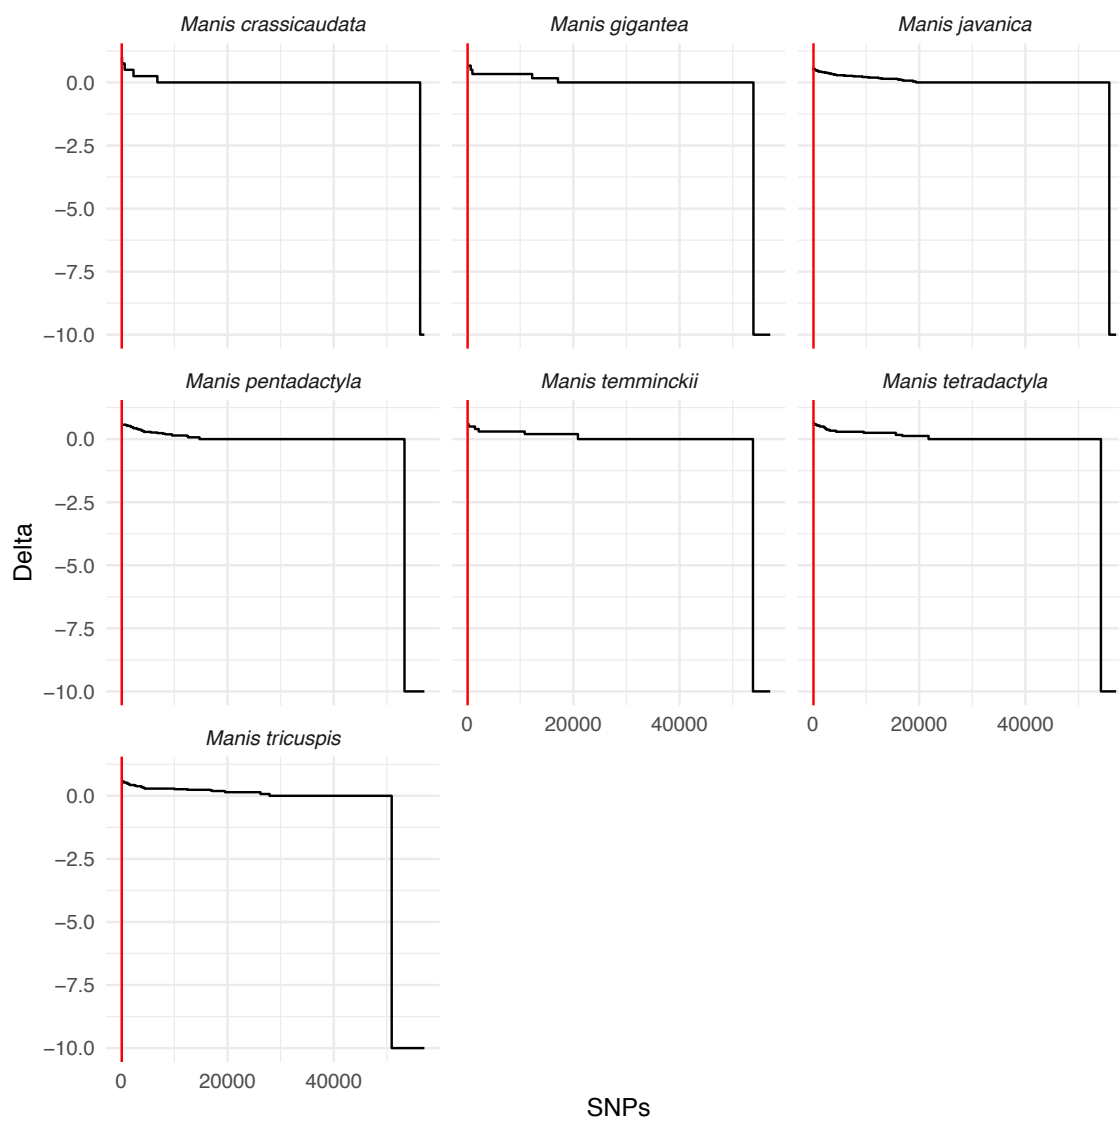 Manis crassicaudata Manis gigantea Manis javanica
0.0
−2.5
−5.0
−7.5
−10.0
Manis pentadactyla Manis temminckii Manis tetradactyla
0.0
−2.5
−5.0
−7.5
−10.0
0 20000 40000 0 20000 40000
Manis tricuspis
0.0
−2.5
−5.0
−7.5
−10.0
0 20000 40000
Delta
SNPs